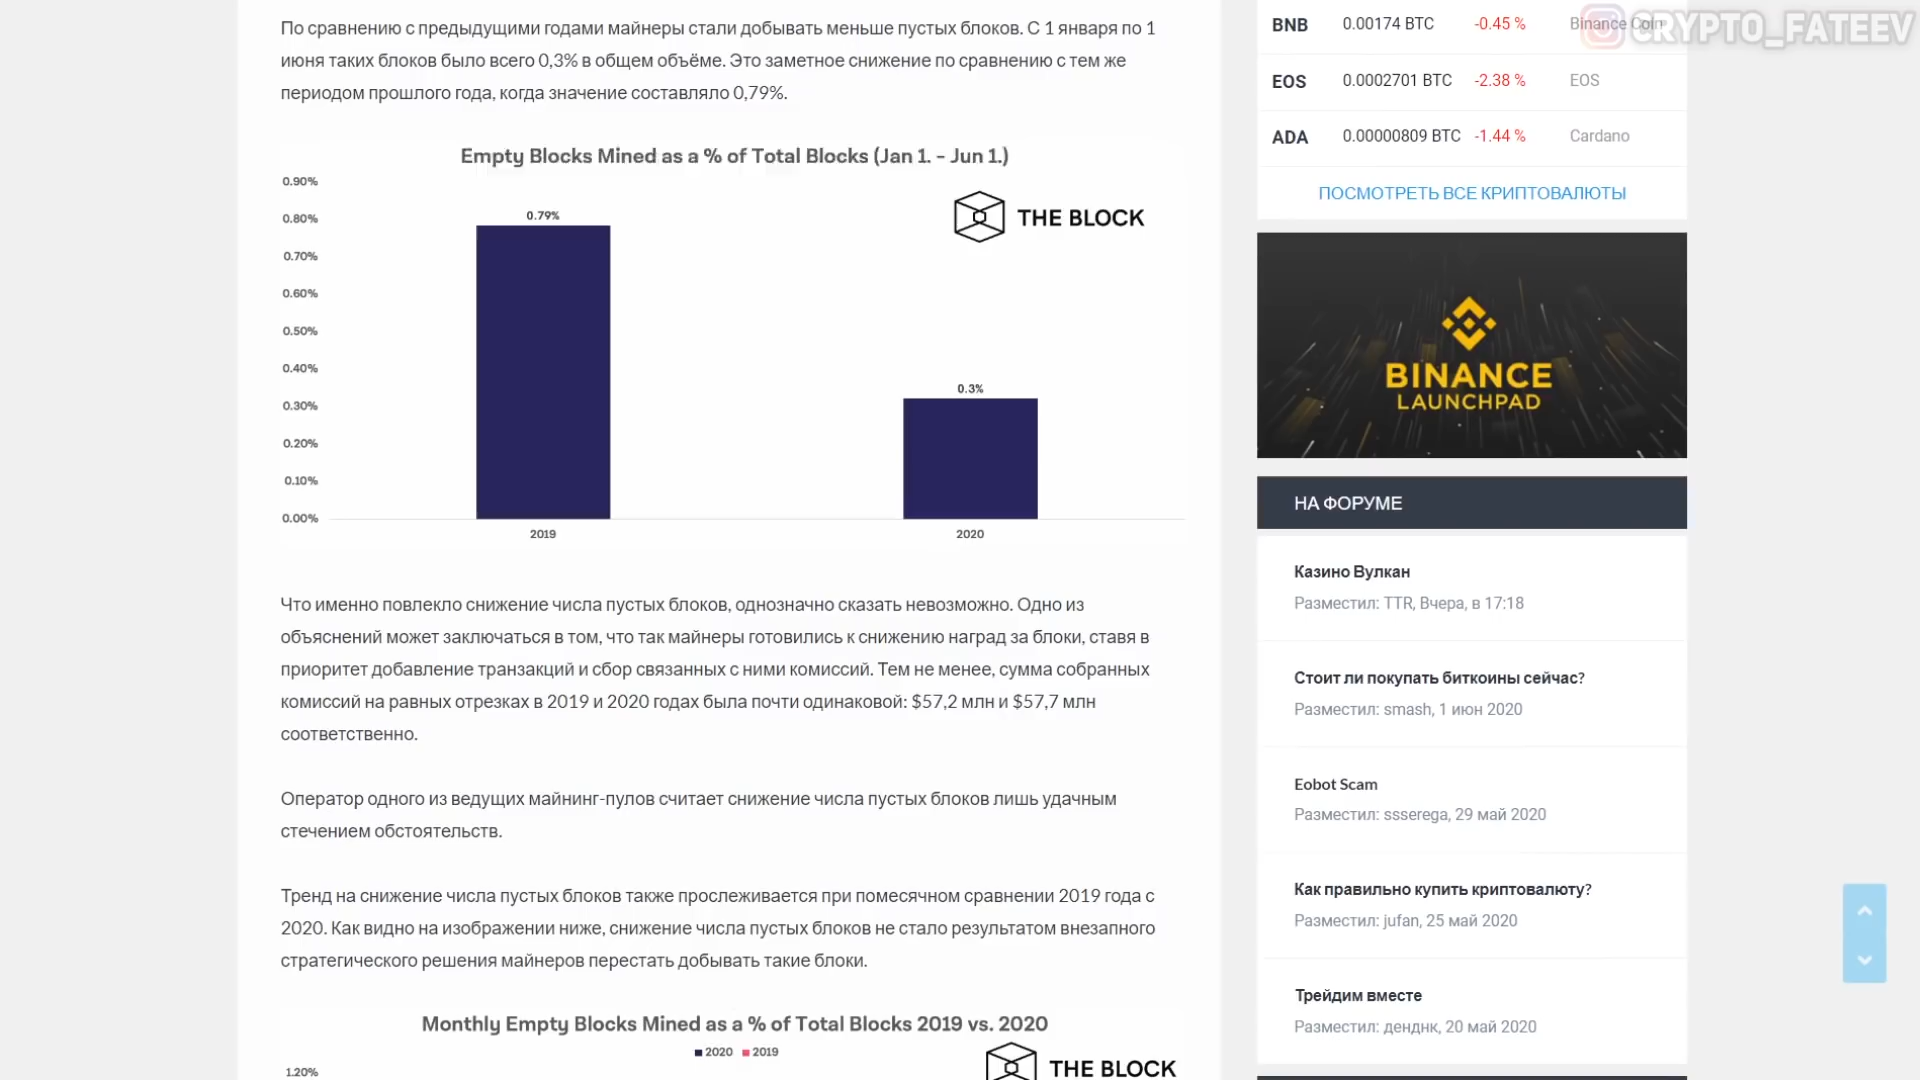 По сравнению с предыдущими годами майнеры стали добывать меньше пустых блоков. С 1 января по 1
июня таких блоков было всего 0,3% в общем объёме. Это заметное снижение по сравнению с тем же
периодом прошлого года, когда значение составляло 0,79%.
Empty Blocks Mined as a % of Total Blocks (Jan 1. - Jun 1.)
THE BLOCK
0.90%
0.80%
0.70%
0.60%
0.50%
0.40%
0.30%
0.20%
0.10%
0.00%
0.79%
0.3%
2019
2020
Что именно повлекло снижение числа пустых блоков, однозначно сказать невозможно. Одно из
объяснений может заключаться в том, что так майнеры готовились к снижению наград за блоки, ставя в
приоритет добавление транзакций и сбор связанных с ними комиссий. Тем не менее, сумма собранных
комиссий на равных отрезках в 2019 и 2020 годах была почти одинаковой: $57,2 млн и $57,7 млн
соответственно.
Оператор одного из ведущих майнинг-пулов считает снижение числа пустых блоков лишь удачным
стечением обстоятельств.
Тренд на снижение числа пустых блоков также прослеживается при помесячном сравнении 2019 года с
2020. Как видно на изображении ниже, снижение числа пустых блоков не стало результатом внезапного
стратегического решения майнеров перестать добывать такие блоки.
Monthly Empty Blocks Mined as a % of Total Blocks 2019 vs. 2020
2020 2019
THE BLOCK
1.20%
BNB 0.00174 BTC -0.45 % Binance Coin
EOS 0.0002701 BTC -2.38 % EOS
ADA 0.00000809 BTC -1.44 % Cardano
ПОСМОТРЕТЬ ВСЕ КРИПТОВАЛЮТЫ
BINANCE
LAUNCHPAD
НА ФОРУМЕ
Казино Вулкан
Разместил: TTR, Вчера, в 17:18
Стоит ли покупать биткоины сейчас?
Разместил: smash, 1 июн 2020
Eobot Scam
Разместил: ssserega, 29 май 2020
Как правильно купить криптовалюту?
Разместил: jufan, 25 май 2020
Трейдим вместе
Разместил: денднк, 20 май 2020
CRYPTO_FATEEV